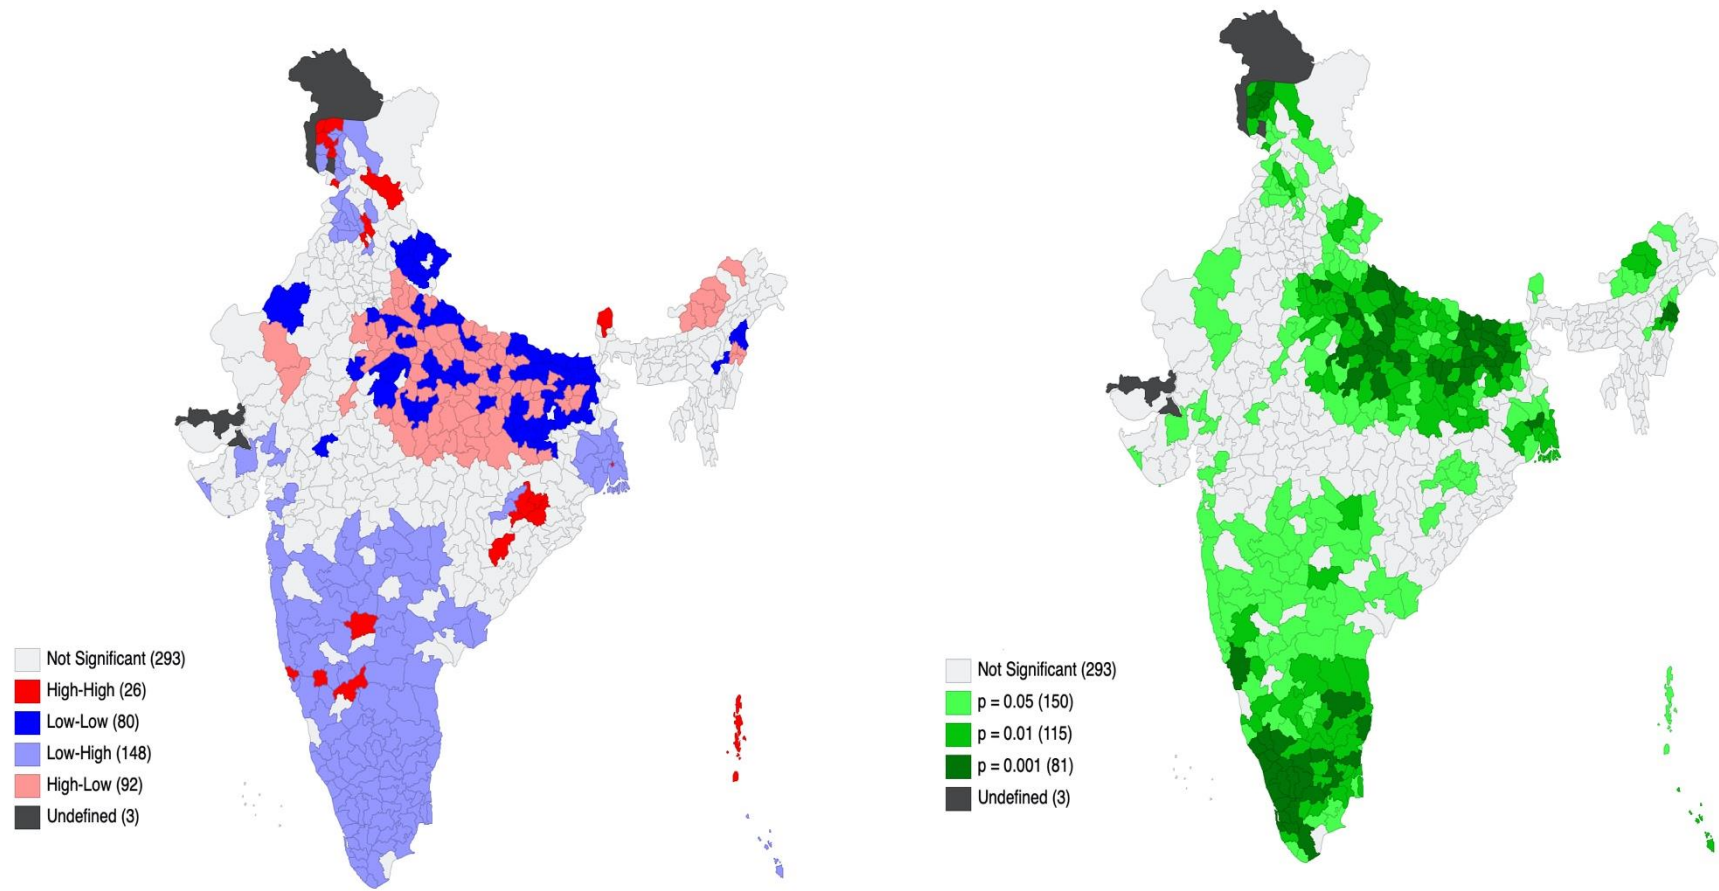 Not Significant (293)
High-High (26)
Low-Low (80)
Low-High (148)
High-Low (92)
Undefined (3)
Not Significant (293)
p = 0.05 (150)
p = 0.01 (115)
p = 0.001 (81)
Undefined (3)